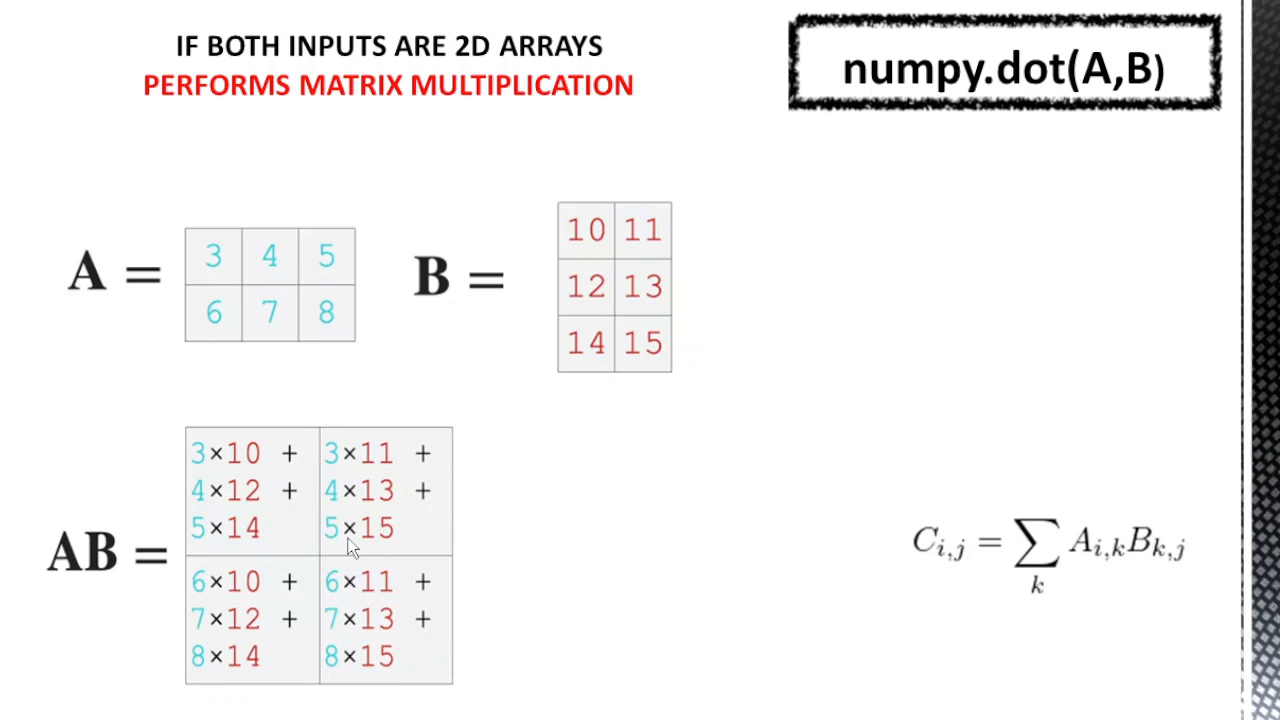 IF BOTH INPUTS ARE 2D ARRAYS
PERFORMS MATRIX MULTIPLICATION
numpy.dot(A,B)
A =
3 4 5
6 7 8
B =
10 11
12 13
14 15
AB =
3×10 + 3×11 +
4×12 + 4×13 +
5×14 5×15
6×10 + 6×11 +
7×12 + 7×13 +
8×14 8×15
C_{i,j} = ∑_k A_{i,k}B_{k,j}